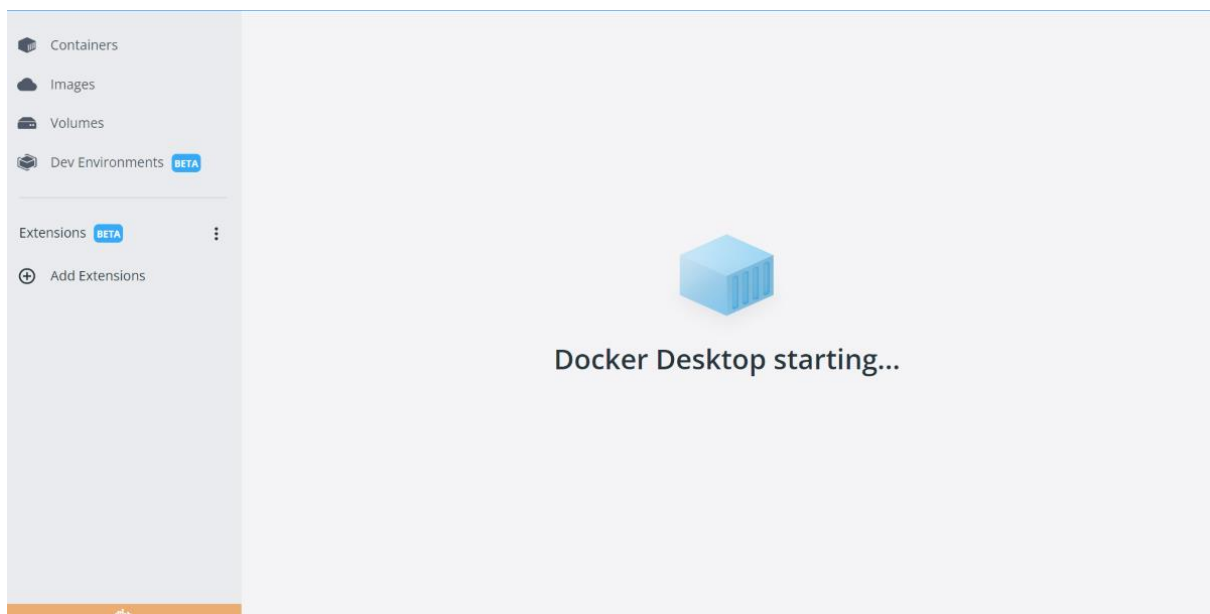 Containers
Images
Volumes
Dev Environments BETA
Extensions BETA
Add Extensions
Docker Desktop starting...